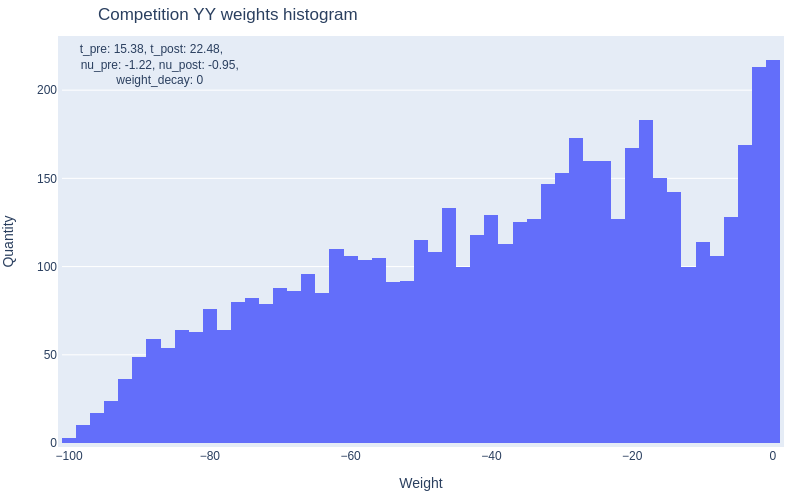 Competition YY weights histogram
t_pre: 15.38, t_post: 22.48,
nu_pre: -1.22, nu_post: -0.95,
weight_decay: 0
200
150
100
50
0
Quantity
−100
−80
−60
−40
−20
0
Weight